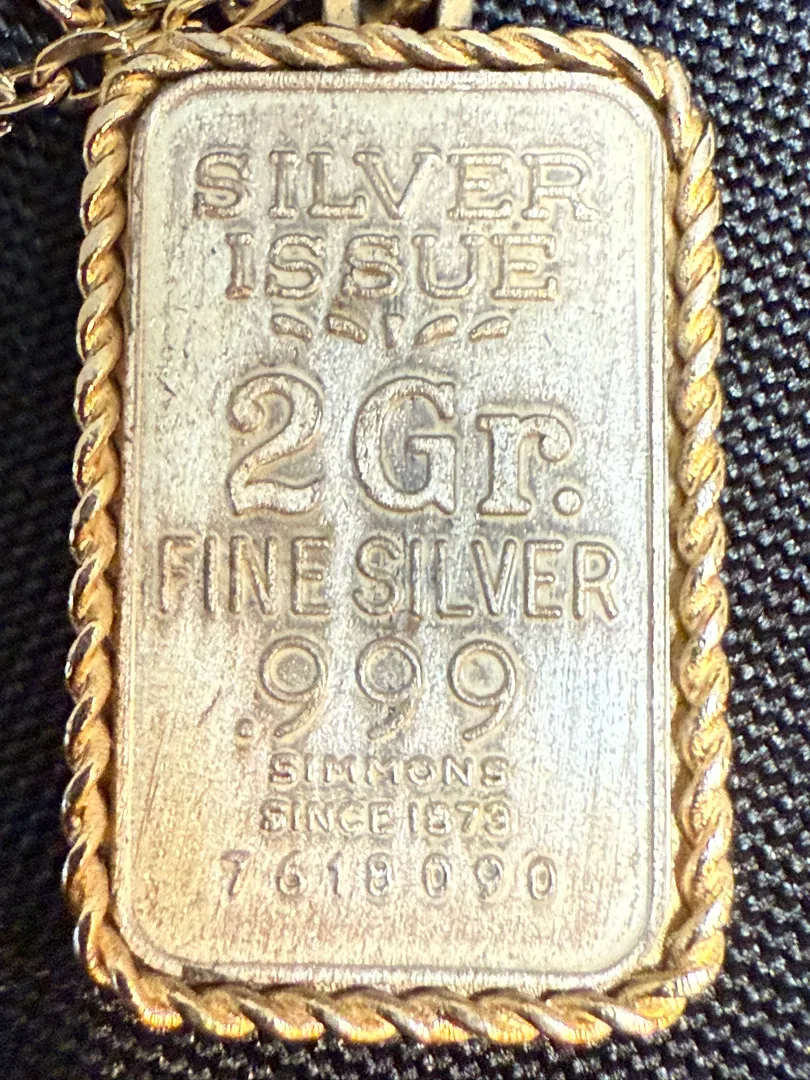 SILVER
ISSUE
2Gr.
FINE SILVER
.999
SIMMONS
SINCE 1873
7618090